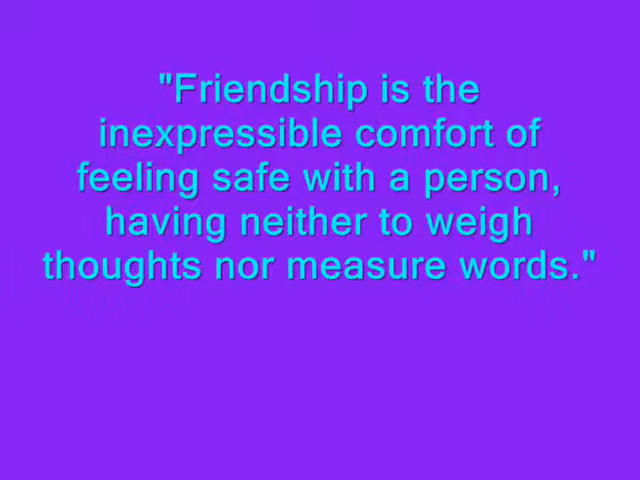 "Friendship is the
inexpressible comfort of
feeling safe with a person,
having neither to weigh
thoughts nor measure words."